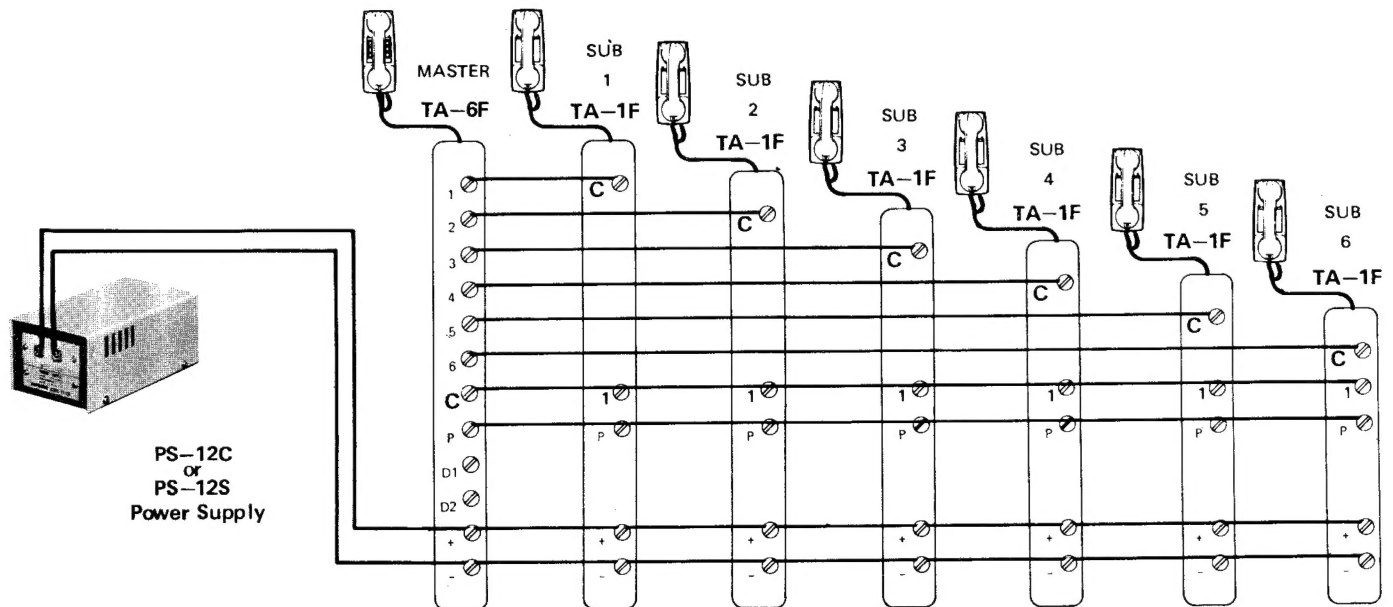 MASTER
TA-6F
SUB
1
TA-1F
SUB
2
TA-1F
SUB
3
TA-1F
SUB
4
TA-1F
SUB
5
TA-1F
SUB
6
TA-1F
1 C
2 C
3 C
4 C
5 C
6 C
C 1 1 1 1 1 1
P P P P P P P
D1
D2
+ + + + + + +
- - - - - - -
PS-12C
or
PS-12S
Power Supply